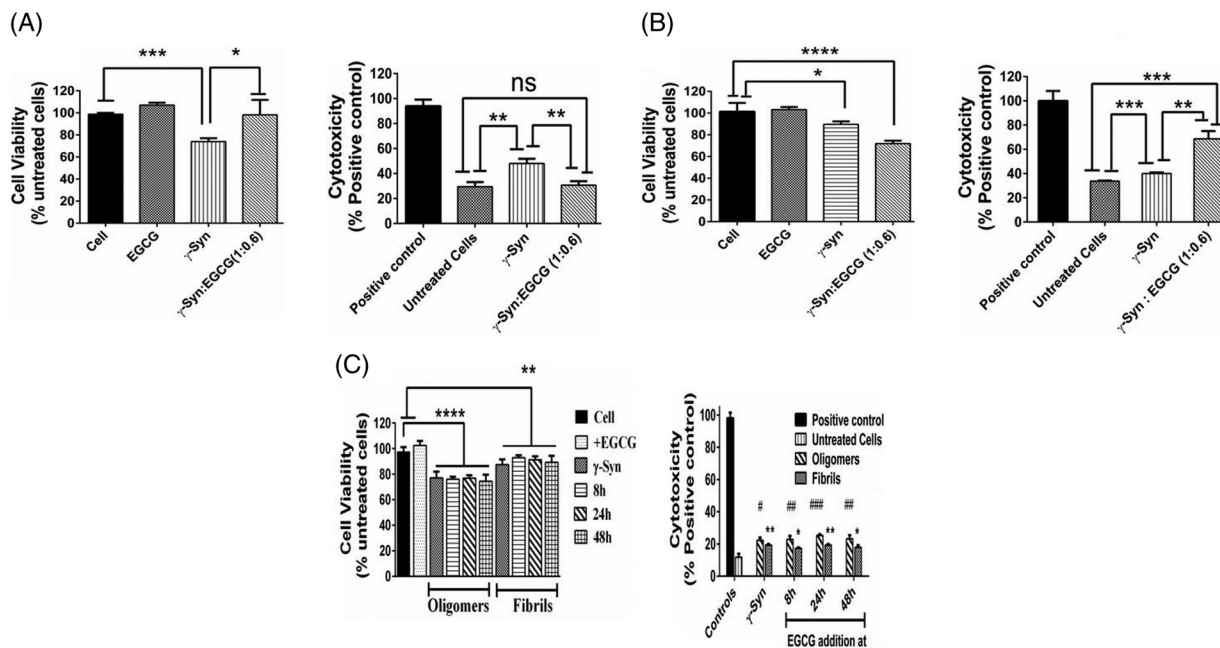 (A)
Cell Viability
(% untreated cells)
120
100
80
60
40
20
0
***
*
Cell
EGCG
γ-Syn
γ-Syn:EGCG(1:0.6)
Cytotoxicity
(% Positive control)
120
100
80
60
40
20
0
ns
**
**
Positive control
Untreated Cells
γ-Syn
γ-Syn:EGCG (1:0.6)
(B)
Cell Viability
(% untreated cells)
120
100
80
60
40
20
0
****
*
Cell
EGCG
γ-syn
γ-Syn:EGCG (1:0.6)
Cytotoxicity
(% Positive control)
120
100
80
60
40
20
0
***
***
**
Positive control
Untreated Cells
γ-Syn
γ-Syn : EGCG (1:0.6)
(C)
Cell Viability
(% untreated cells)
120
100
80
60
40
20
0
**
****
Cell
+EGCG
γ-Syn
8h
24h
48h
Oligomers
Fibrils
Cytotoxicity
(% Positive control)
100
80
60
40
20
0
Positive control
Untreated Cells
Oligomers
Fibrils
# ## ### ##
** * ** *
Controls
γ-Syn
8h
24h
48h
EGCG addition at